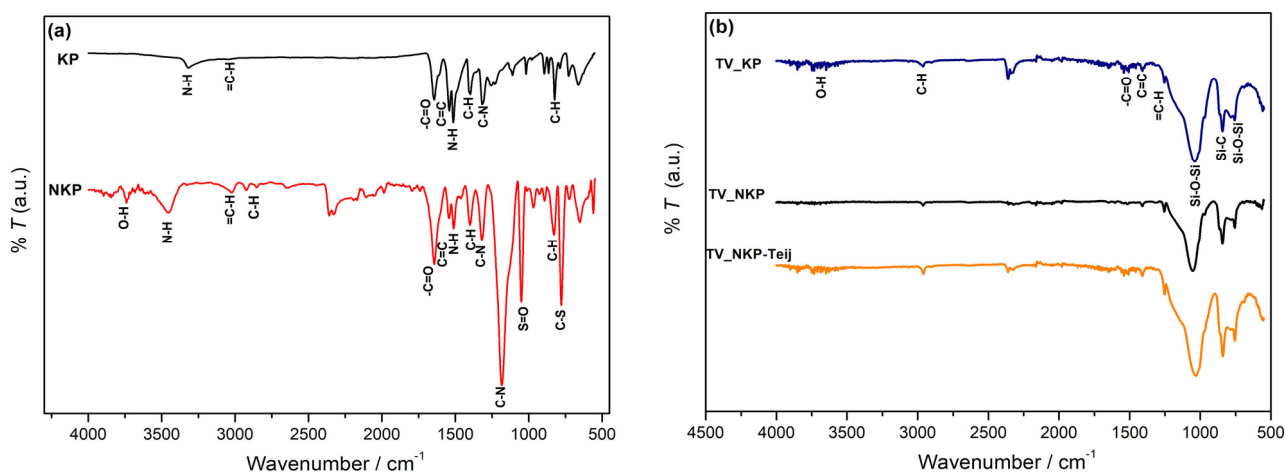 (a)
KP
N-H
=C-H
-C=O
C=C
N-H
C-H
C-N
C-H
NKP
O-H
N-H
=C-H
C-H
-C=O
C=C
N-H
C-H
C-N
C-N
S=O
C-H
C-S
% T (a.u.)
4000 3500 3000 2500 2000 1500 1000 500
Wavenumber / cm-1
(b)
TV_KP
O-H
C-H
-C=O
C=C
=C-H
Si-O-Si
Si-C
Si-O-Si
TV_NKP
TV_NKP-Teij
% T (a.u.)
4500 4000 3500 3000 2500 2000 1500 1000 500
Wavenumber / cm-1